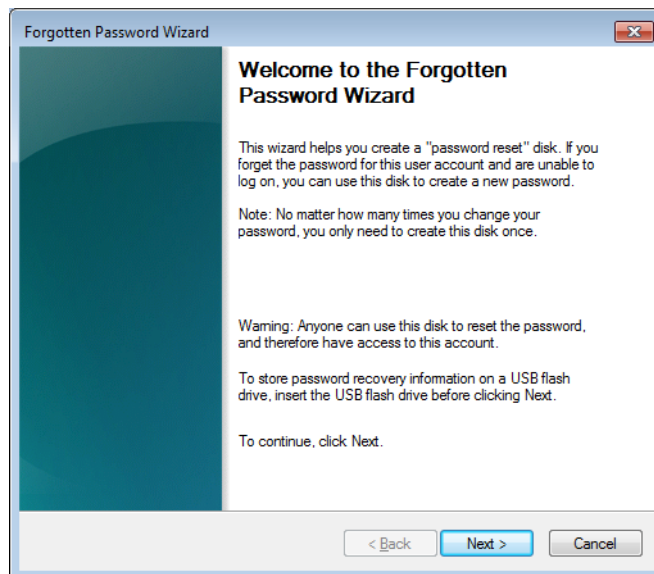 Forgotten Password Wizard
Welcome to the Forgotten
Password Wizard
This wizard helps you create a "password reset" disk. If you
forget the password for this user account and are unable to
log on, you can use this disk to create a new password.
Note: No matter how many times you change your
password, you only need to create this disk once.
Warning: Anyone can use this disk to reset the password,
and therefore have access to this account.
To store password recovery information on a USB flash
drive, insert the USB flash drive before clicking Next.
To continue, click Next.
< Back Next > Cancel